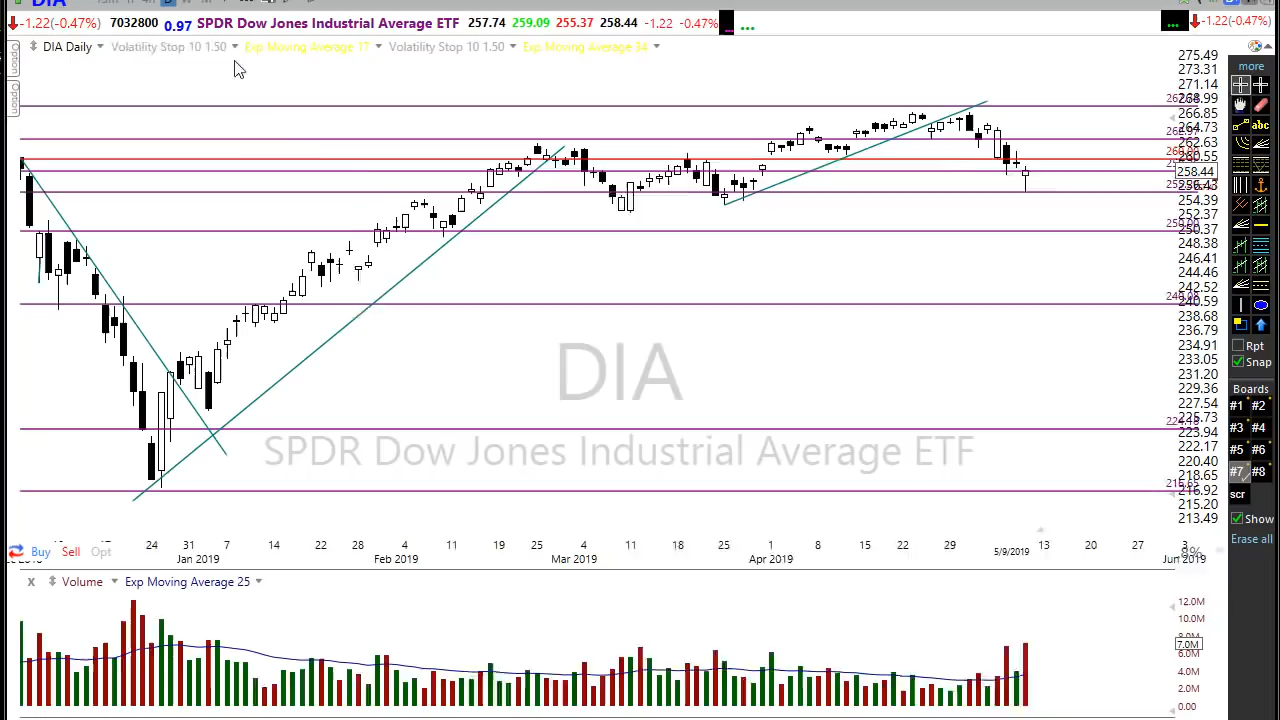 DIA
-1.22(-0.47%) 7032800 0.97 SPDR Dow Jones Industrial Average ETF 257.74 259.09 255.37 258.44 -1.22 -0.47% -1.22(-0.47%)
DIA Daily Volatility Stop 10 1.50 Exp Moving Average 17 Volatility Stop 10 1.50 Exp Moving Average 34
Option
Option
275.49
273.31
271.14
268.99
266.85
264.73
262.63
260.55
258.44
256.43
254.39
252.37
250.37
248.38
246.41
244.46
242.52
240.59
238.68
236.79
234.91
233.05
231.20
229.36
227.54
225.73
223.94
222.17
220.40
218.65
216.92
215.20
213.49
DIA
SPDR Dow Jones Industrial Average ETF
more
abc
Rpt
Snap
Boards
#1 #2
#3 #4
#5 #6
#7 #8
scr
Show
Erase all
24 31 7 14 22 28 4 11 19 25 4 11 18 25 1 8 15 22 29 5/9/2019 13 20 27 3
Jan 2019 Feb 2019 Mar 2019 Apr 2019 Jun 2019
Buy Sell Opt
8%
x Volume Exp Moving Average 25
12.0M
10.0M
8.0M
7.0M
6.0M
4.0M
2.0M
0.00